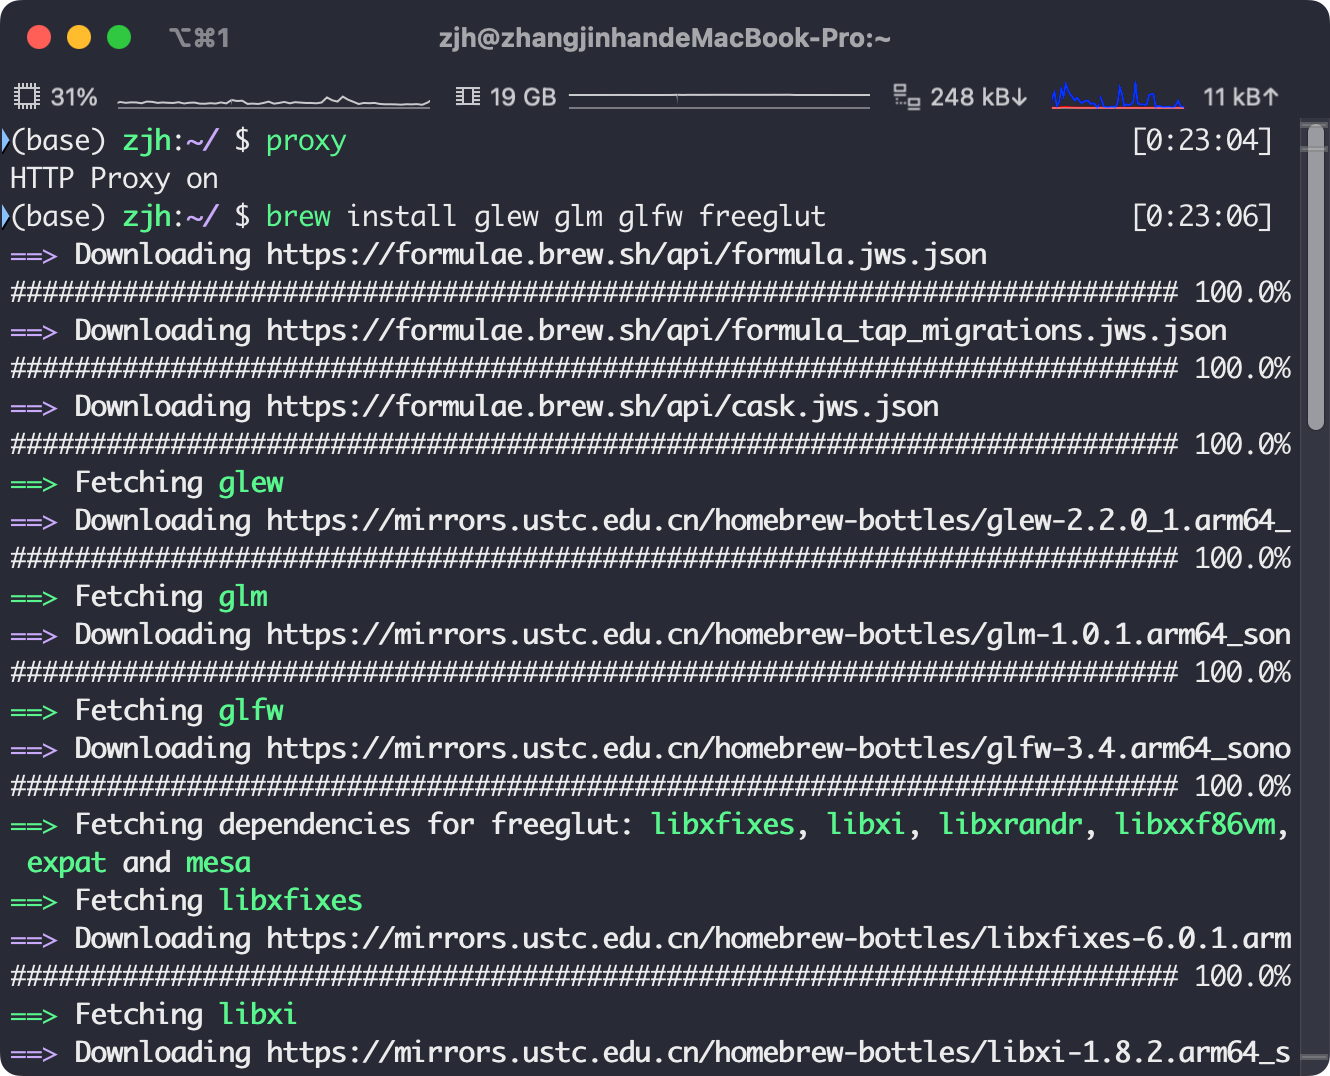 ⌥⌘1 zjh@zhangjinhandeMacBook-Pro:~
31% 19 GB 248 kB↓ 11 kB↑
(base) zjh:~/ $ proxy [0:23:04]
HTTP Proxy on
(base) zjh:~/ $ brew install glew glm glfw freeglut [0:23:06]
==> Downloading https://formulae.brew.sh/api/formula.jws.json
######################################################################### 100.0%
==> Downloading https://formulae.brew.sh/api/formula_tap_migrations.jws.json
######################################################################### 100.0%
==> Downloading https://formulae.brew.sh/api/cask.jws.json
######################################################################### 100.0%
==> Fetching glew
==> Downloading https://mirrors.ustc.edu.cn/homebrew-bottles/glew-2.2.0_1.arm64_
######################################################################### 100.0%
==> Fetching glm
==> Downloading https://mirrors.ustc.edu.cn/homebrew-bottles/glm-1.0.1.arm64_son
######################################################################### 100.0%
==> Fetching glfw
==> Downloading https://mirrors.ustc.edu.cn/homebrew-bottles/glfw-3.4.arm64_sono
######################################################################### 100.0%
==> Fetching dependencies for freeglut: libxfixes, libxi, libxrandr, libxxf86vm,
expat and mesa
==> Fetching libxfixes
==> Downloading https://mirrors.ustc.edu.cn/homebrew-bottles/libxfixes-6.0.1.arm
######################################################################### 100.0%
==> Fetching libxi
==> Downloading https://mirrors.ustc.edu.cn/homebrew-bottles/libxi-1.8.2.arm64_s